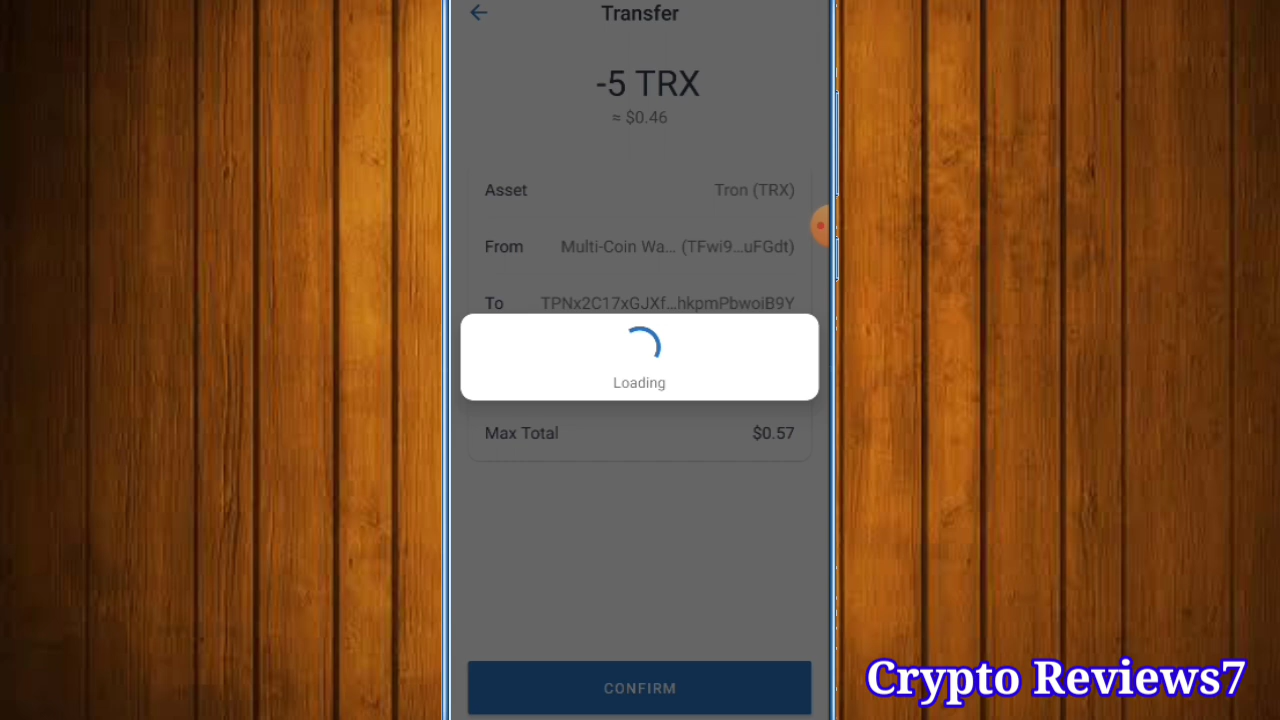 Transfer
-5 TRX
≈ $0.46
Asset Tron (TRX)
From Multi-Coin Wa... (TFwi9...uFGdt)
To TPNx2C17xGJXf...hkpmPbwoiB9Y
Loading
Max Total $0.57
CONFIRM
Crypto Reviews7